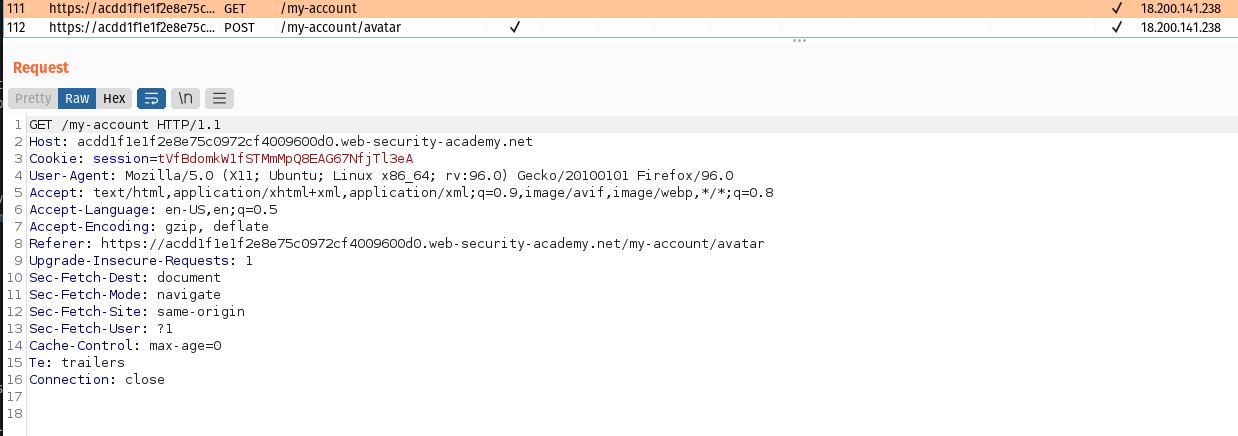 111 https://acdd1f1e1f2e8e75c... GET /my-account ✓ 18.200.141.238
112 https://acdd1f1e1f2e8e75c... POST /my-account/avatar ✓ ✓ 18.200.141.238
Request
Pretty Raw Hex \n
1 GET /my-account HTTP/1.1
2 Host: acdd1f1e1f2e8e75c0972cf4009600d0.web-security-academy.net
3 Cookie: session=tVfBdomkW1fSTMmMpQ8EAG67NfjTl3eA
4 User-Agent: Mozilla/5.0 (X11; Ubuntu; Linux x86_64; rv:96.0) Gecko/20100101 Firefox/96.0
5 Accept: text/html,application/xhtml+xml,application/xml;q=0.9,image/avif,image/webp,*/*;q=0.8
6 Accept-Language: en-US,en;q=0.5
7 Accept-Encoding: gzip, deflate
8 Referer: https://acdd1f1e1f2e8e75c0972cf4009600d0.web-security-academy.net/my-account/avatar
9 Upgrade-Insecure-Requests: 1
10 Sec-Fetch-Dest: document
11 Sec-Fetch-Mode: navigate
12 Sec-Fetch-Site: same-origin
13 Sec-Fetch-User: ?1
14 Cache-Control: max-age=0
15 Te: trailers
16 Connection: close
17
18